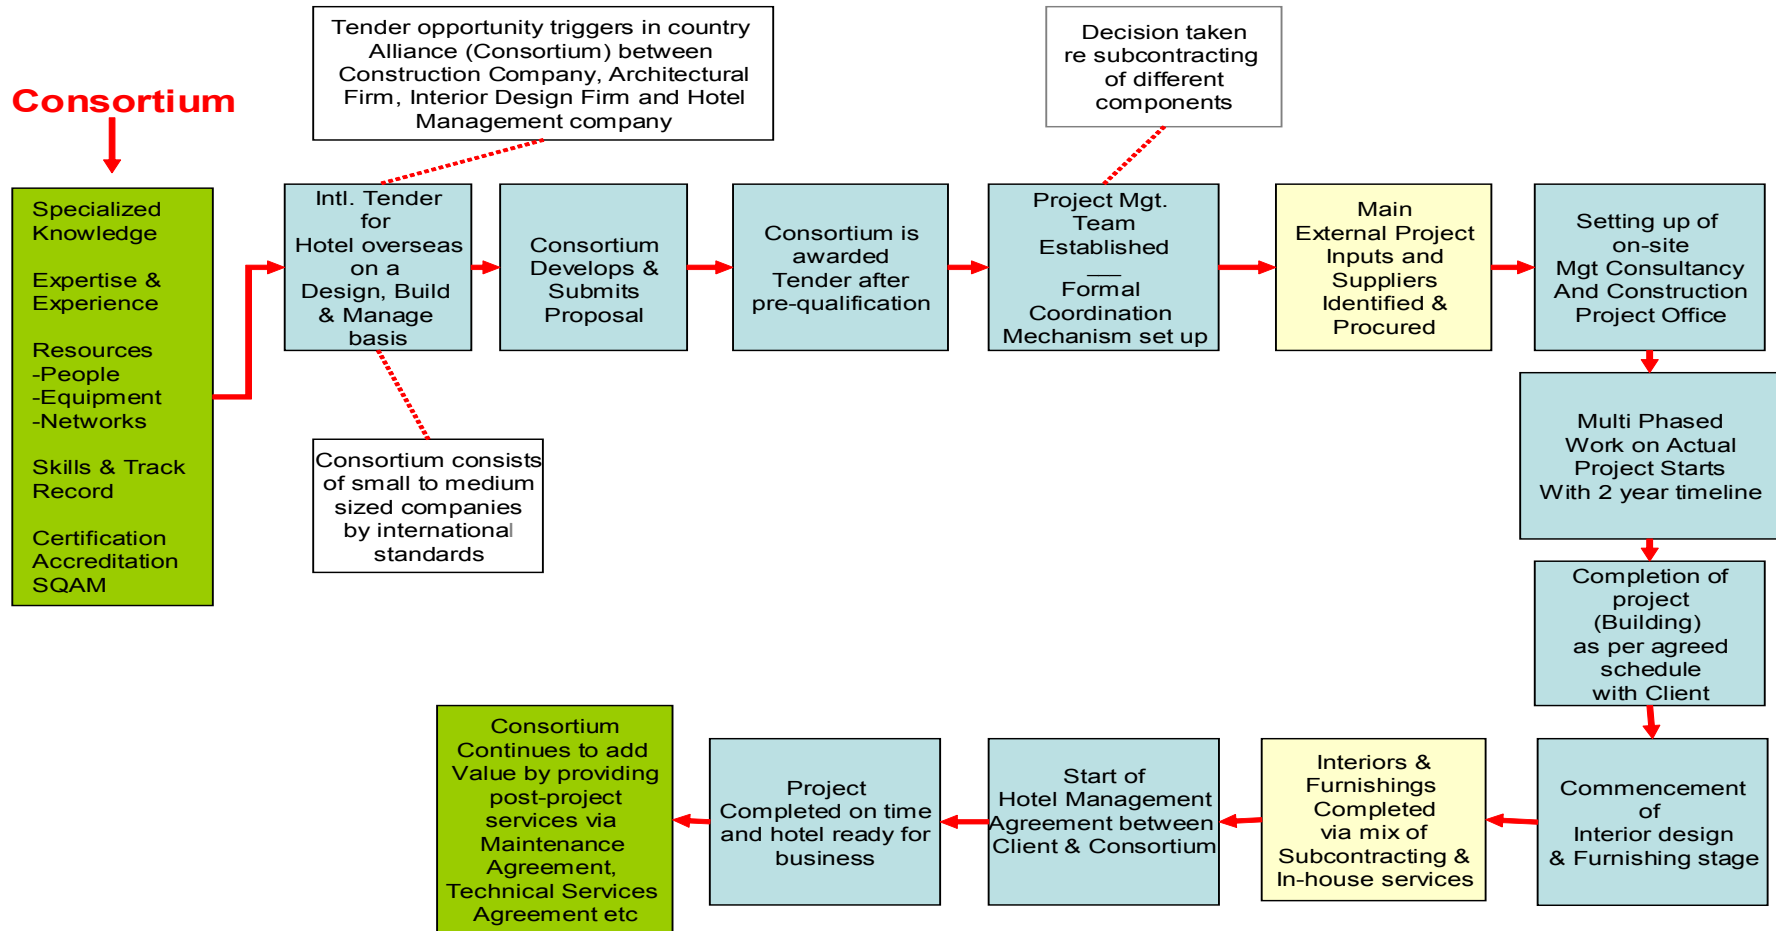 Tender opportunity triggers in country
Alliance (Consortium) between
Construction Company, Architectural
Firm, Interior Design Firm and Hotel
Management company
Decision taken
re subcontracting
of different
components
Consortium
Specialized
Knowledge
Expertise &
Experience
Resources
-People
-Equipment
-Networks
Skills & Track
Record
Certification
Accreditation
SQAM
Intl. Tender
for
Hotel overseas
on a
Design, Build
& Manage
basis
Consortium
Develops &
Submits
Proposal
Consortium is
awarded
Tender after
pre-qualification
Project Mgt.
Team
Established
___
Formal
Coordination
Mechanism set up
Main
External Project
Inputs and
Suppliers
Identified &
Procured
Setting up of
on-site
Mgt Consultancy
And Construction
Project Office
Consortium consists
of small to medium
sized companies
by international
standards
Multi Phased
Work on Actual
Project Starts
With 2 year timeline
Completion of
project
(Building)
as per agreed
schedule
with Client
Commencement
of
Interior design
& Furnishing stage
Interiors &
Furnishings
Completed
via mix of
Subcontracting &
In-house services
Start of
Hotel Management
Agreement between
Client & Consortium
Project
Completed on time
and hotel ready for
business
Consortium
Continues to add
Value by providing
post-project
services via
Maintenance
Agreement,
Technical Services
Agreement etc